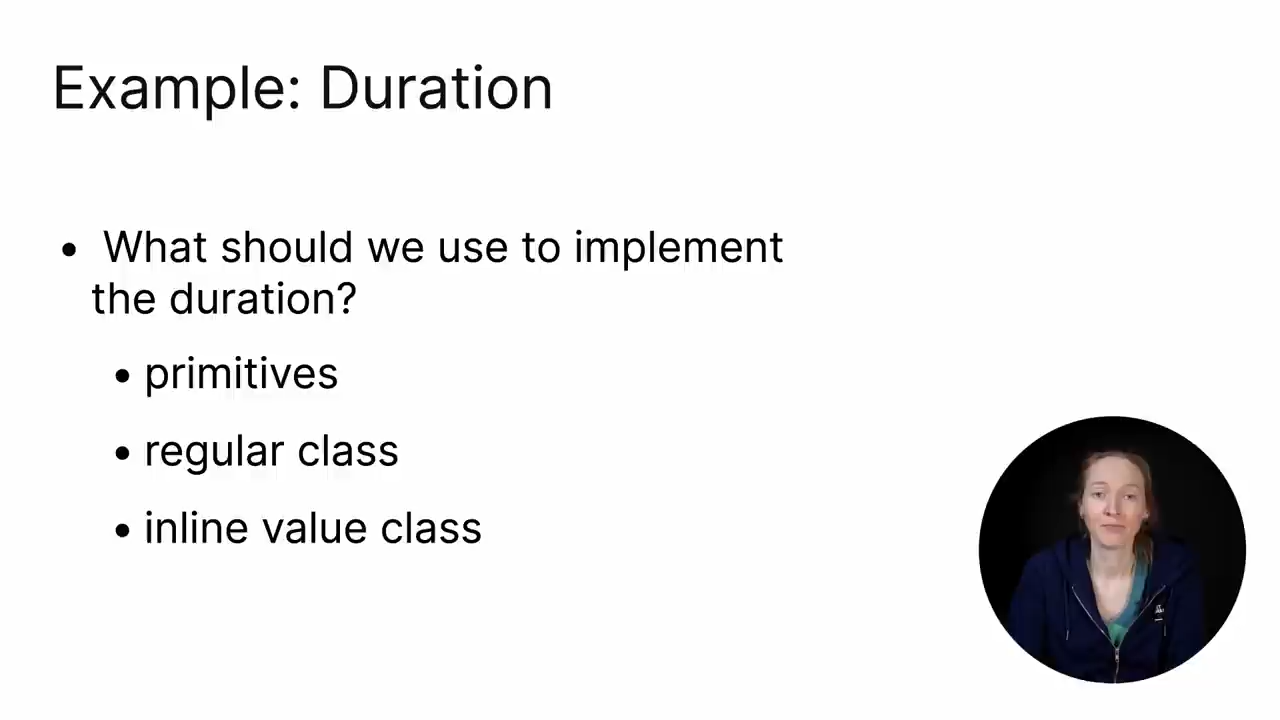 Example: Duration
• What should we use to implement
the duration?
• primitives
• regular class
• inline value class